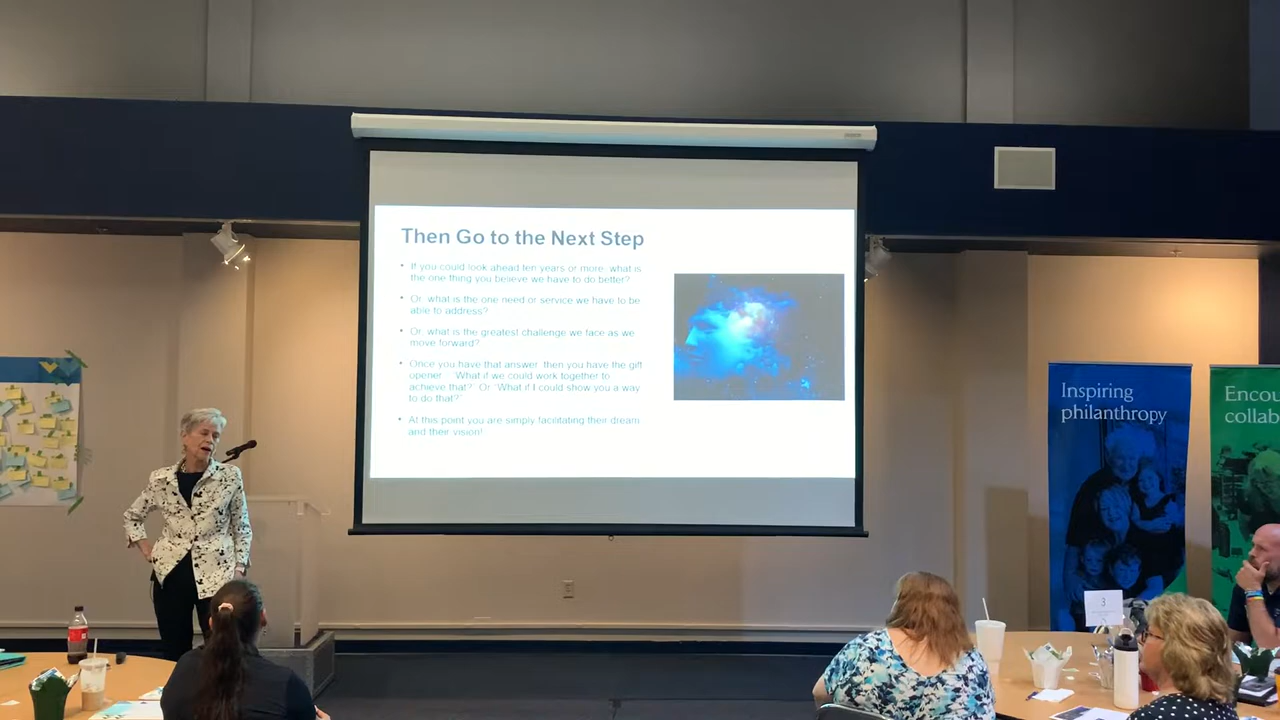 Then Go to the Next Step
• If you could look ahead ten years or more, what is
the one thing you believe we have to do better?
• Or, what is the one need or service we have to be
able to address?
• Or, what is the greatest challenge we face as we
move forward?
• Once you have that answer, then you have the gift
opener - "What if we could work together to
achieve that?" Or "What if I could show you a way
to do that?"
• At this point you are simply facilitating their dream
and their vision!
Inspiring
philanthropy
Encou
collab
3